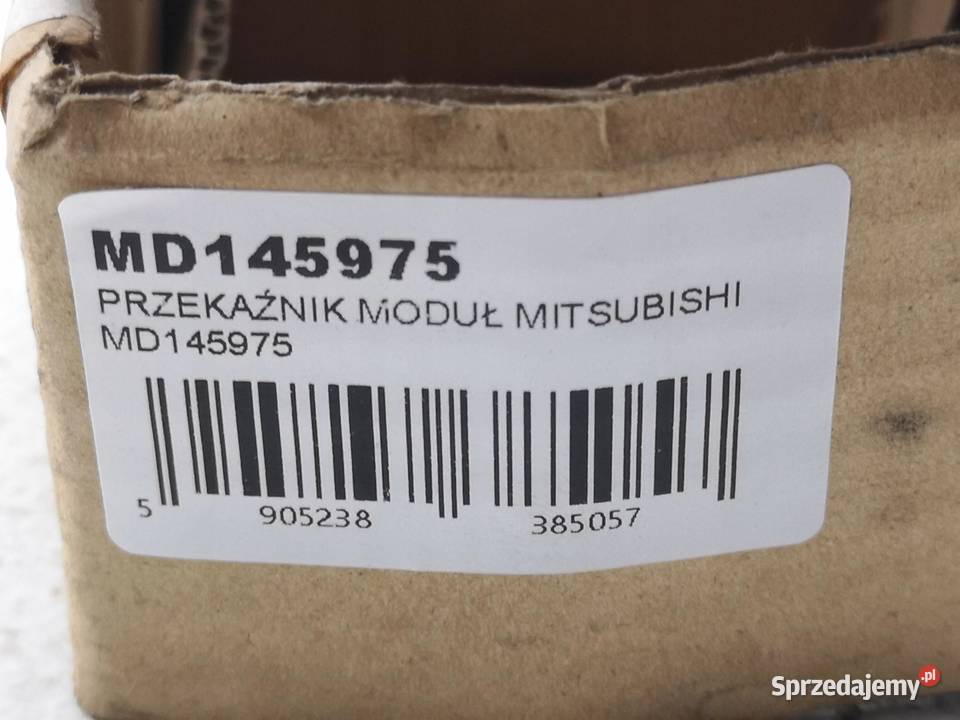 MD145975
PRZEKAŹNIK MODUŁ MITSUBISHI
MD145975
5 905238 385057
Sprzedajemy.pl